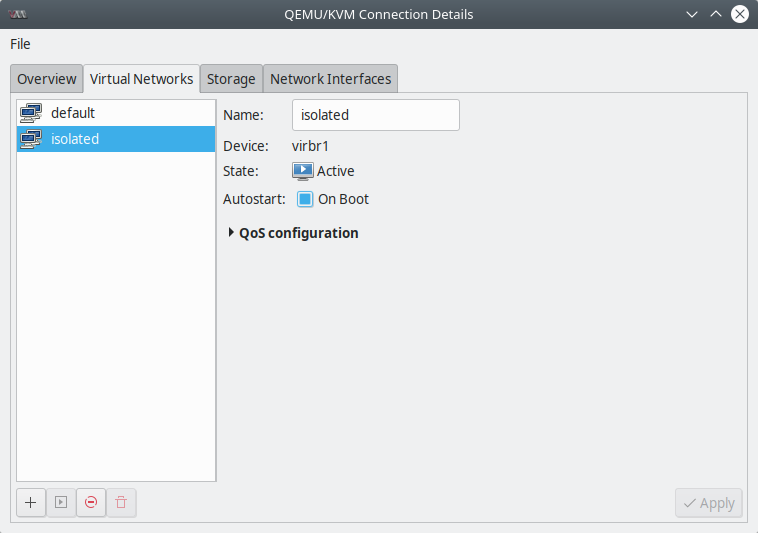 QEMU/KVM Connection Details
File
Overview Virtual Networks Storage Network Interfaces
default
isolated
Name: isolated
Device: virbr1
State: Active
Autostart: On Boot
QoS configuration
Apply